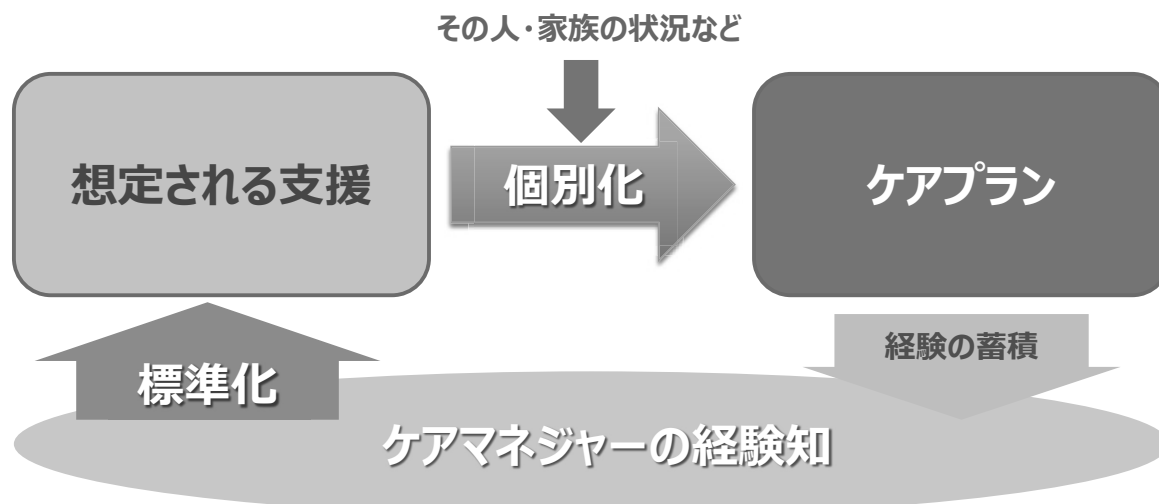 その人・家族の状況など
想定される支援
個別化
ケアプラン
経験の蓄積
標準化
ケアマネジャーの経験知